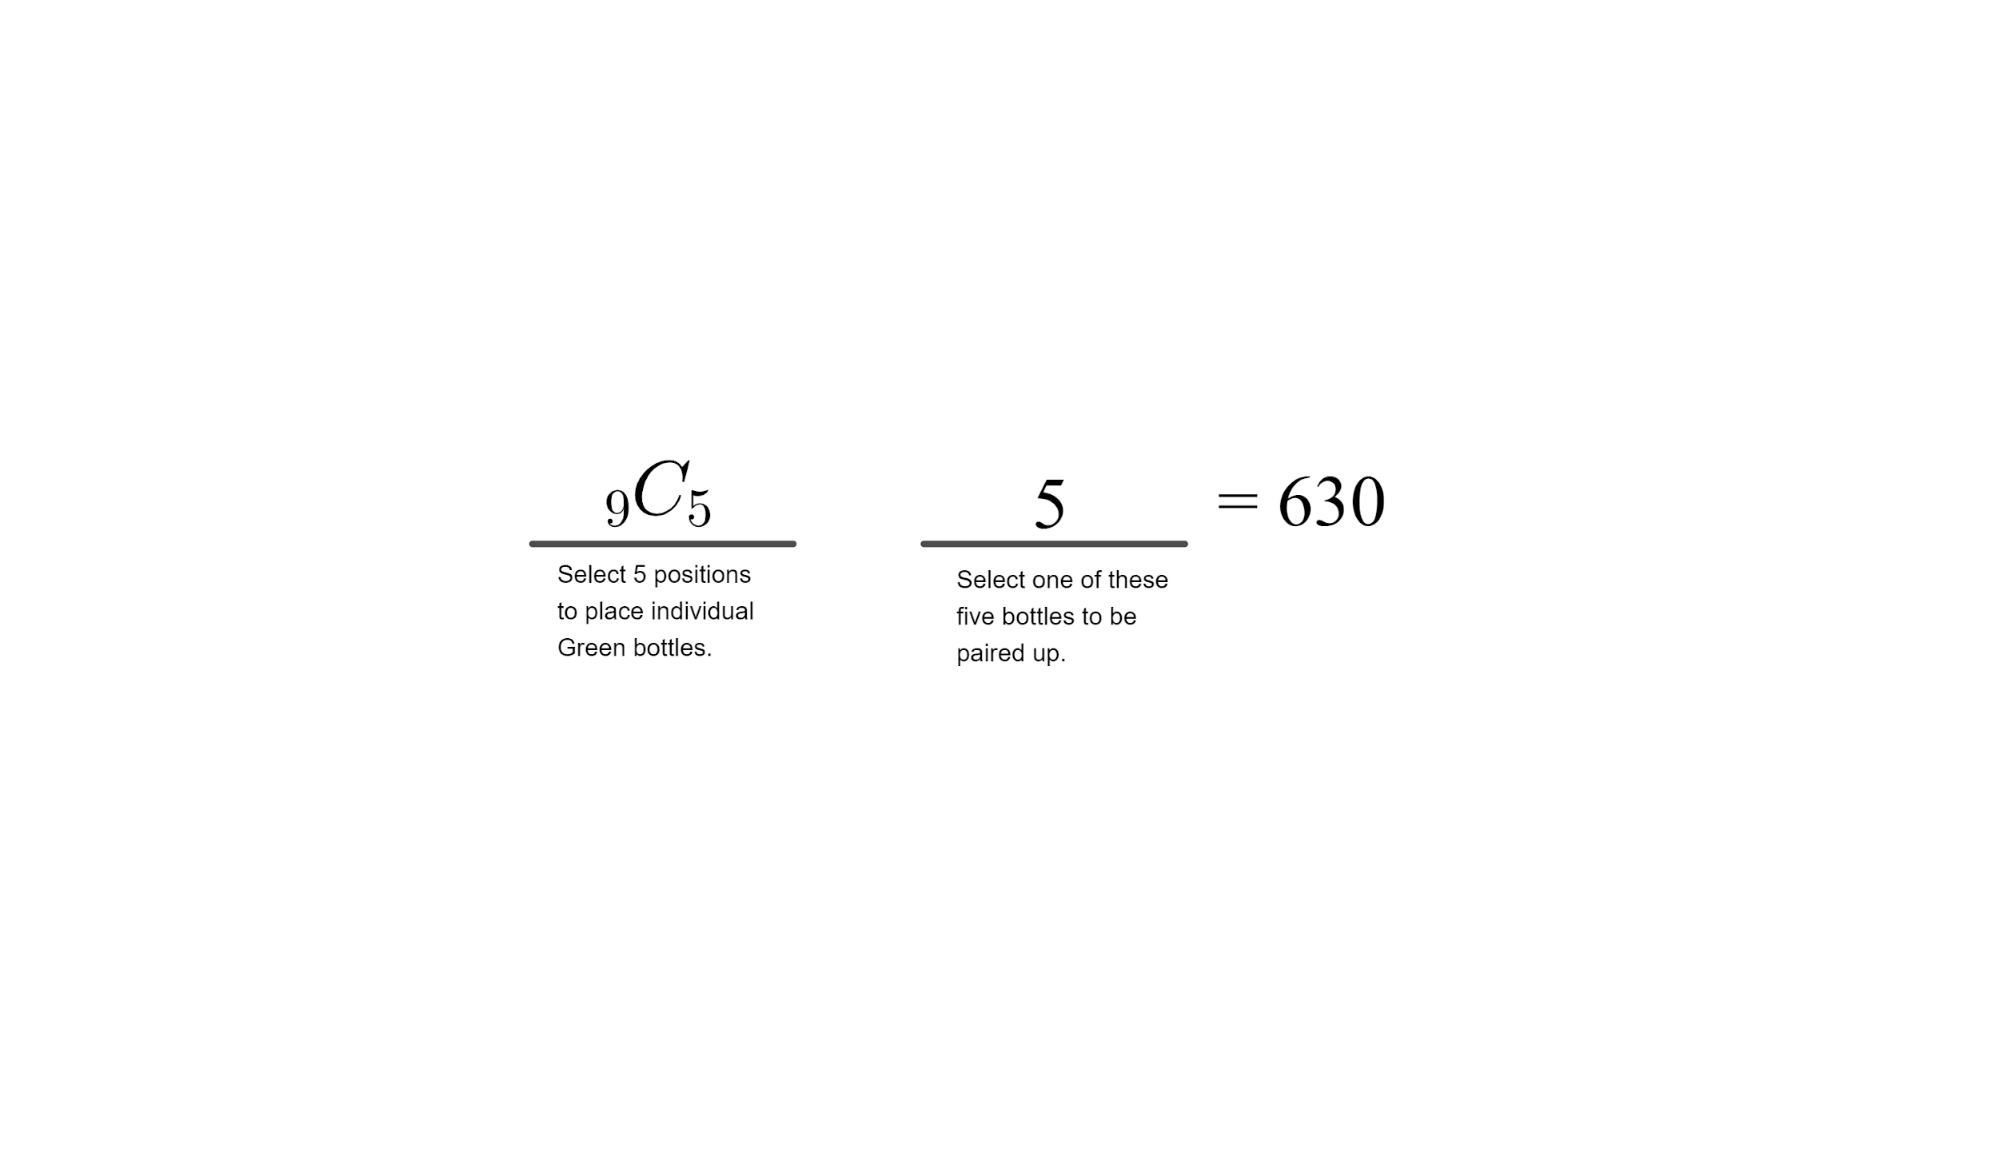 ₉C₅ 5 = 630
Select 5 positions
to place individual
Green bottles.
Select one of these
five bottles to be
paired up.